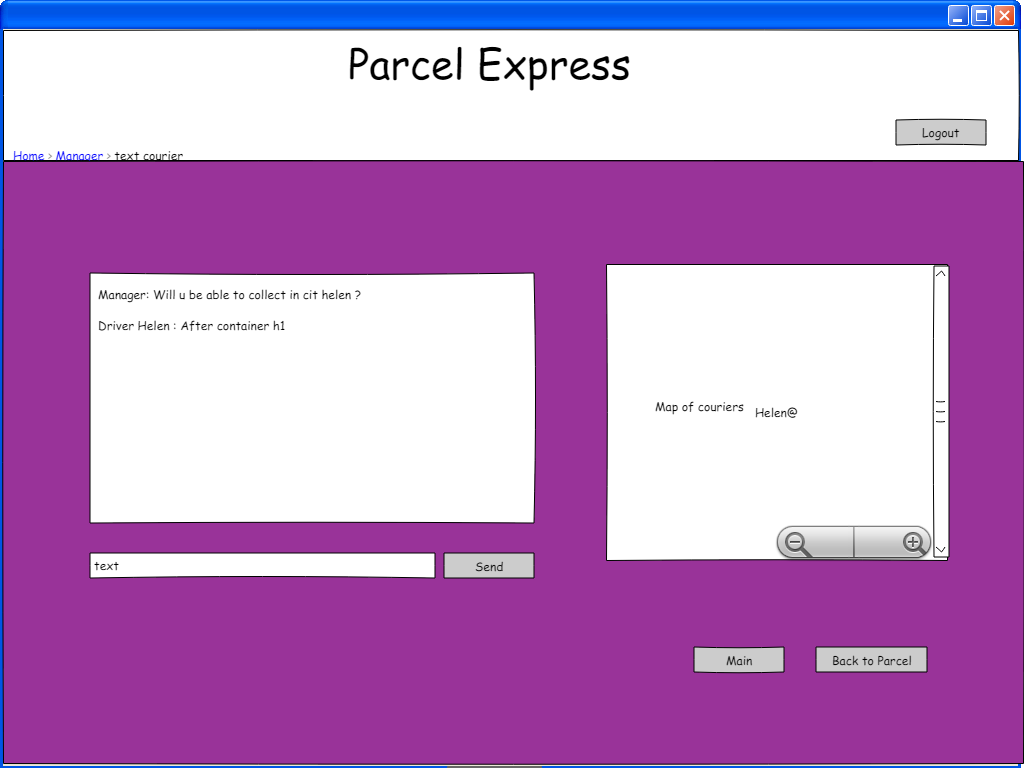 Parcel Express
Logout
Home > Manager > text courier
Manager: Will u be able to collect in cit helen ?
Driver Helen : After container h1
Map of couriers
Helen@
text
Send
Main
Back to Parcel